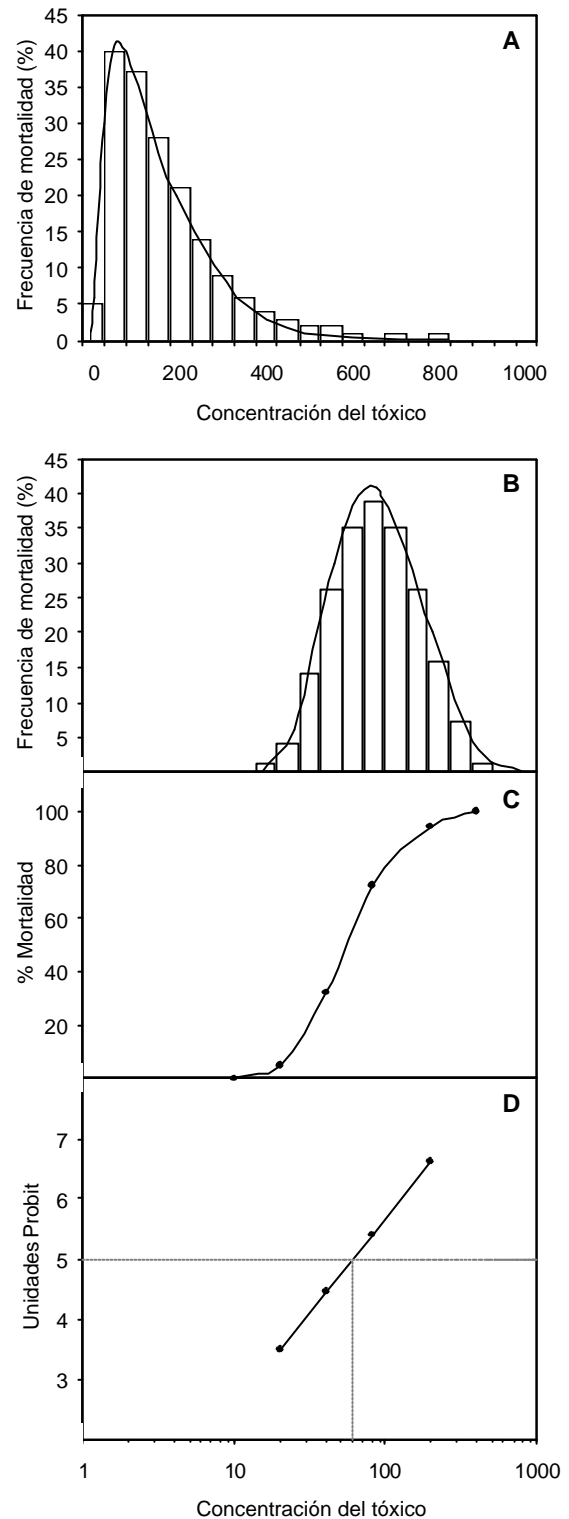 A
Frecuencia de mortalidad (%)
45
40
35
30
25
20
15
10
5
0
0 200 400 600 800 1000
Concentración del tóxico
B
Frecuencia de mortalidad (%)
45
40
35
30
25
20
15
10
5
C
% Mortalidad
100
80
60
40
20
D
Unidades Probit
7
6
5
4
3
1 10 100 1000
Concentración del tóxico